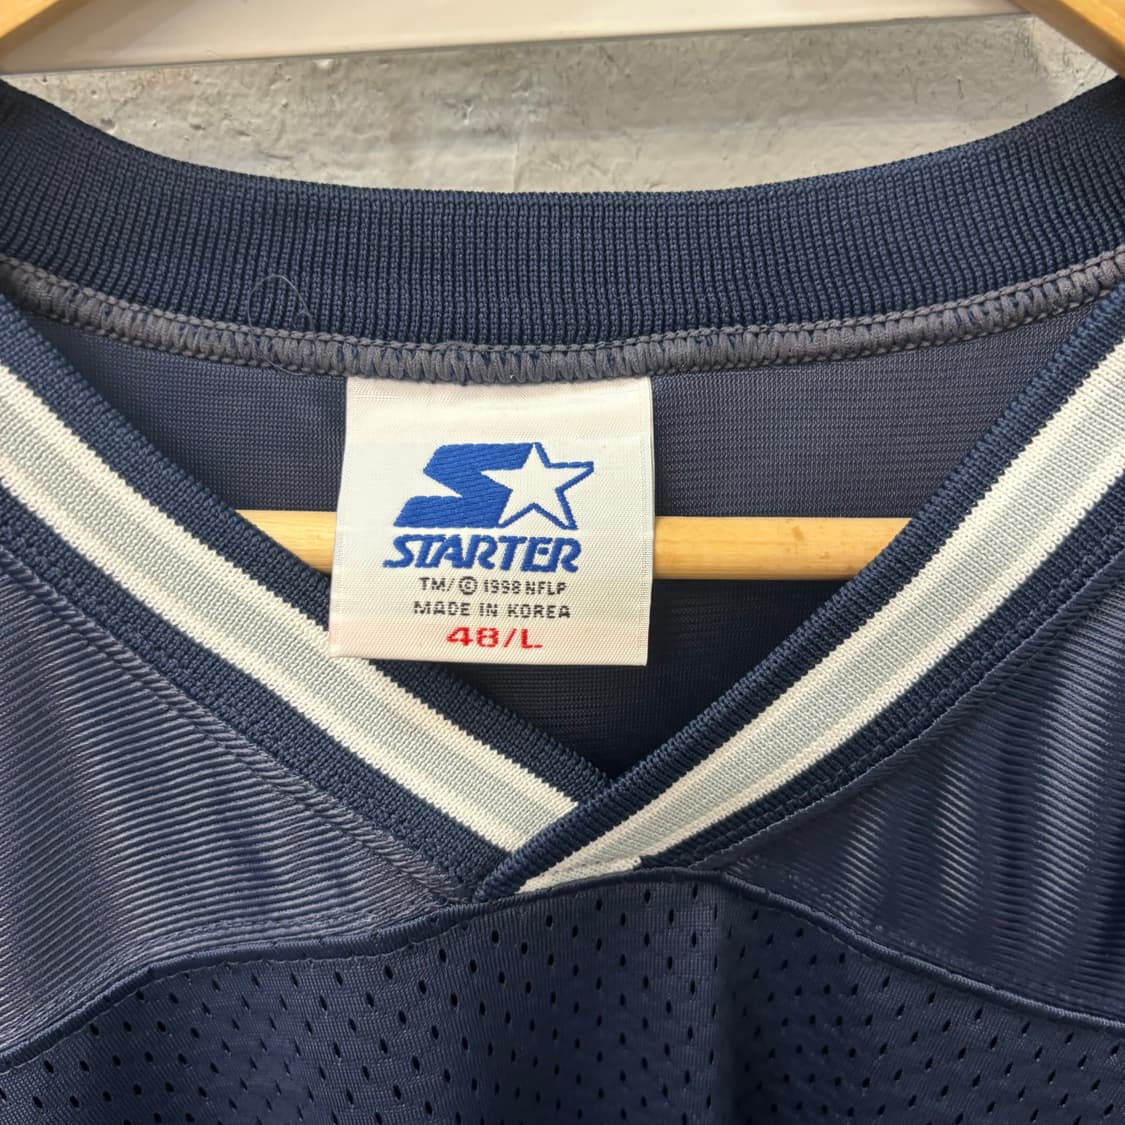 STARTER
TM/© 1998 NFLP
MADE IN KOREA
48/L